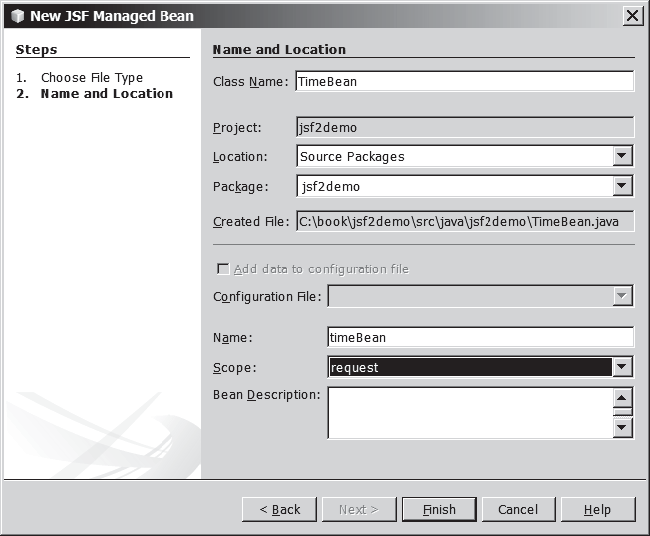 New JSF Managed Bean
Steps
1. Choose File Type
2. Name and Location
Name and Location
Class Name: TimeBean
Project: jsf2demo
Location: Source Packages
Package: jsf2demo
Created File: C:\book\jsf2demo\src\java\jsf2demo\TimeBean.java
Add data to configuration file
Configuration File:
Name: timeBean
Scope: request
Bean Description:
< Back Next > Finish Cancel Help